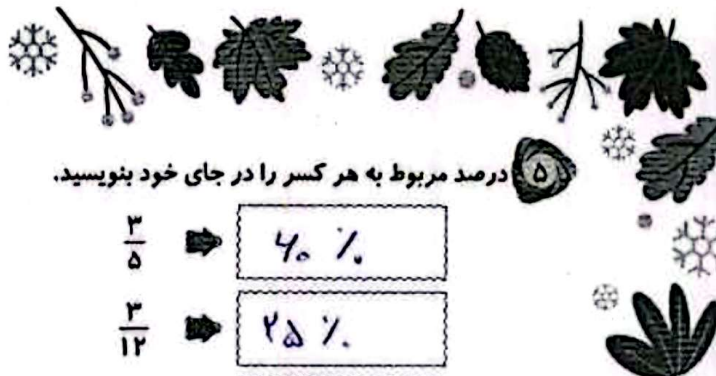 ۵ درصد مربوط به هر کسر را در جای خود بنویسید.
۳/۵ ۶۰ ٪
۳/۱۲ ۲۵ ٪